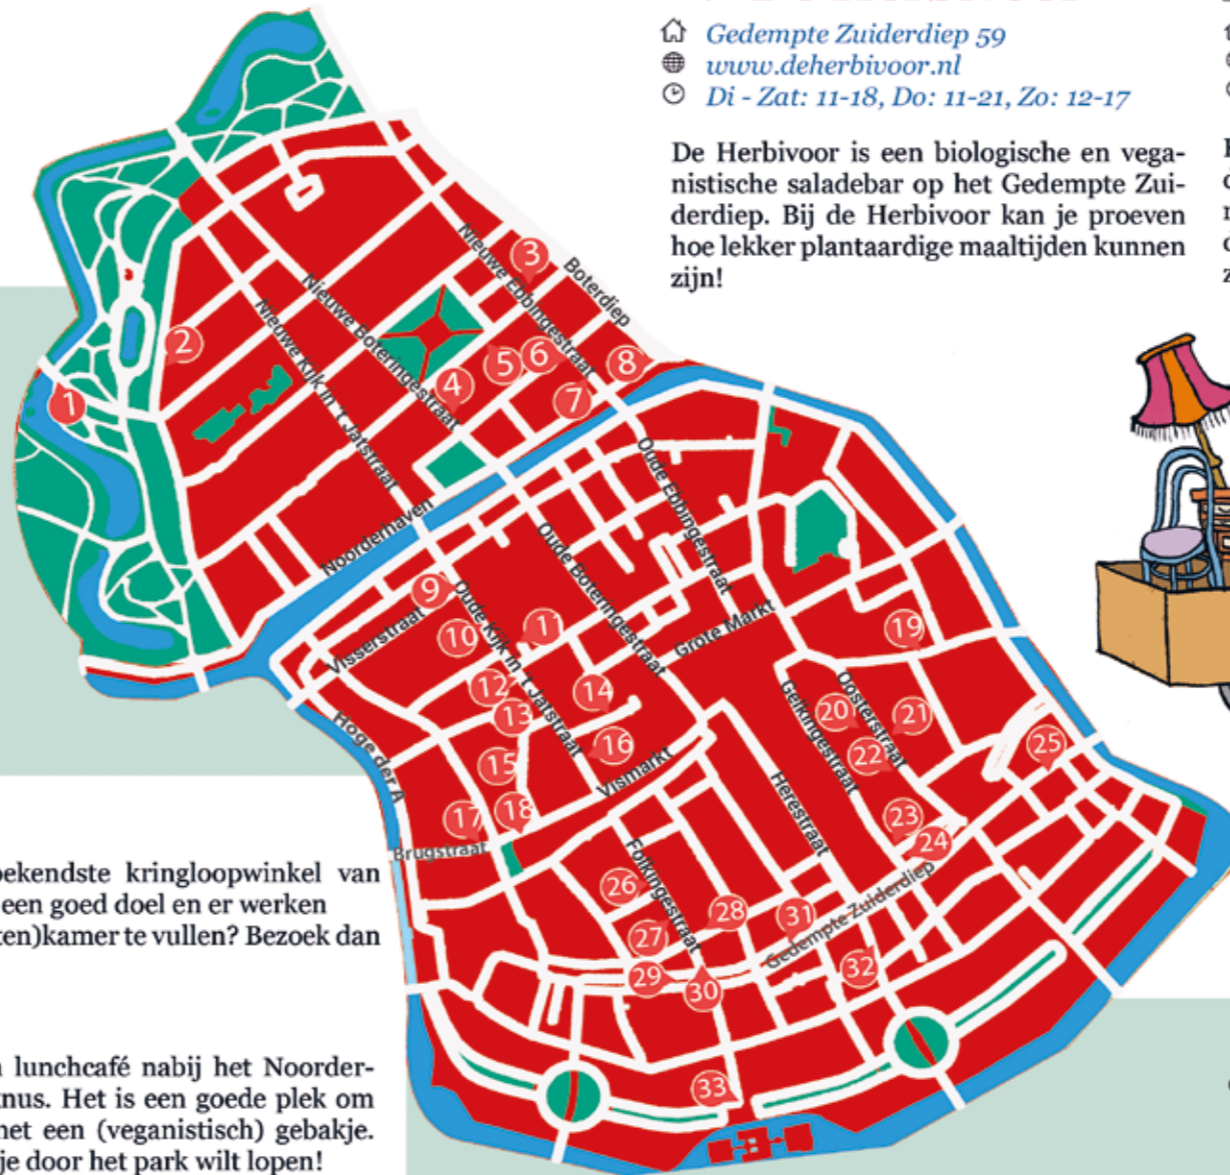 Gedempte Zuiderdiep 59
www.deherbivoor.nl
Di - Zat: 11-18, Do: 11-21, Zo: 12-17
De Herbivoor is een biologische en vega-
nistische saladebar op het Gedempte Zui-
derdiep. Bij de Herbivoor kan je proeven
hoe lekker plantaardige maaltijden kunnen
zijn!
Nieuwe Ebbingestraat
3
Boterdiep
Nieuwe Boteringestraat
Nieuwe Kijk in 't Jatstraat
2
1
4
5
6
7
8
Noorderhaven
Oude Ebbingestraat
Oude Boteringestraat
9
Visserstraat
Oude Kijk in 't Jatstraat
10
11
Grote Markt
19
12
13
14
Hoge der A
15
16
Vismarkt
Gelkingestraat
Oosterstraat
20
21
22
25
Herestraat
17
18
Brugstraat
23
24
Folkingestraat
26
27
28
31
Gedempte Zuiderdiep
29
30
32
33
bekendste kringloopwinkel van
een goed doel en er werken
ten)kamer te vullen? Bezoek dan
lunchcafé nabij het Noorder-
knus. Het is een goede plek om
met een (veganistisch) gebakje.
je door het park wilt lopen!